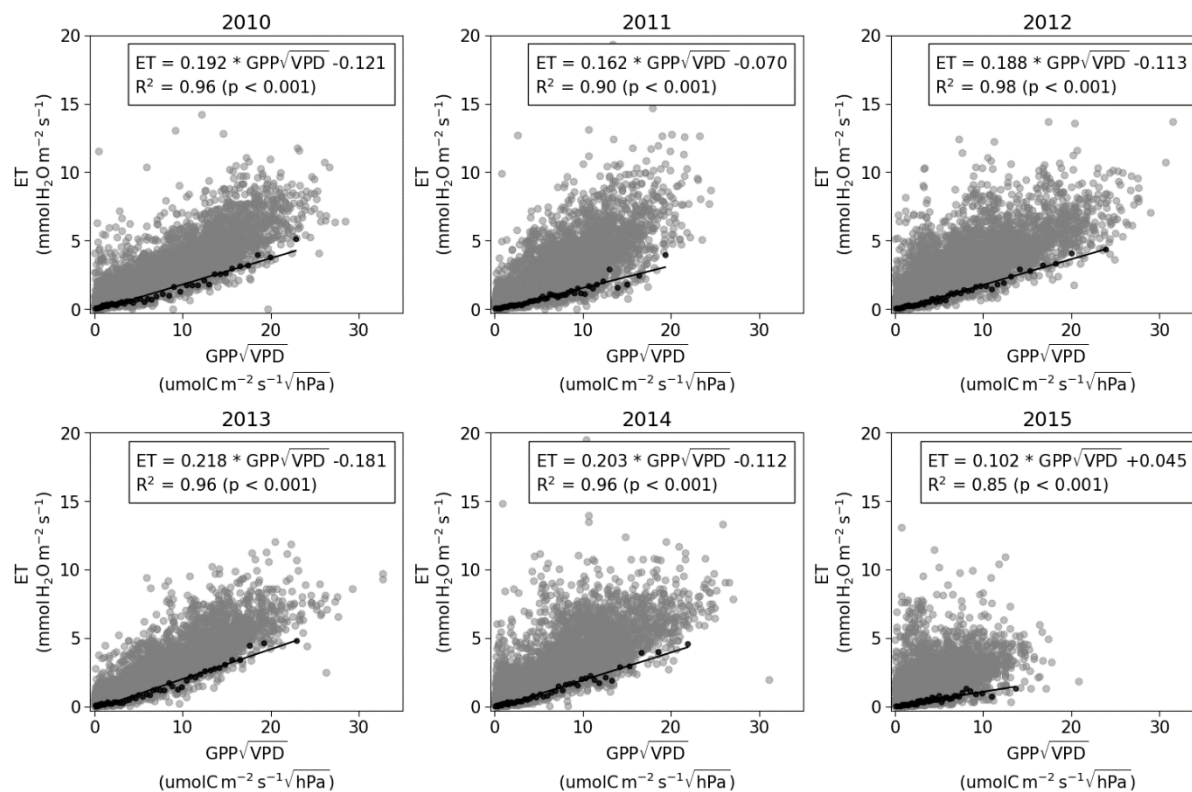 2010
20
15
10
5
0
ET = 0.192 * GPP√VPD -0.121
R² = 0.96 (p < 0.001)
ET
(mmol H₂O m⁻² s⁻¹)
0 10 20 30
GPP√VPD
(umolC m⁻² s⁻¹√hPa)
2011
20
15
10
5
0
ET = 0.162 * GPP√VPD -0.070
R² = 0.90 (p < 0.001)
ET
(mmol H₂O m⁻² s⁻¹)
0 10 20 30
GPP√VPD
(umolC m⁻² s⁻¹√hPa)
2012
20
15
10
5
0
ET = 0.188 * GPP√VPD -0.113
R² = 0.98 (p < 0.001)
ET
(mmol H₂O m⁻² s⁻¹)
0 10 20 30
GPP√VPD
(umolC m⁻² s⁻¹√hPa)
2013
20
15
10
5
0
ET = 0.218 * GPP√VPD -0.181
R² = 0.96 (p < 0.001)
ET
(mmol H₂O m⁻² s⁻¹)
0 10 20 30
GPP√VPD
(umolC m⁻² s⁻¹√hPa)
2014
20
15
10
5
0
ET = 0.203 * GPP√VPD -0.112
R² = 0.96 (p < 0.001)
ET
(mmol H₂O m⁻² s⁻¹)
0 10 20 30
GPP√VPD
(umolC m⁻² s⁻¹√hPa)
2015
20
15
10
5
0
ET = 0.102 * GPP√VPD +0.045
R² = 0.85 (p < 0.001)
ET
(mmol H₂O m⁻² s⁻¹)
0 10 20 30
GPP√VPD
(umolC m⁻² s⁻¹√hPa)